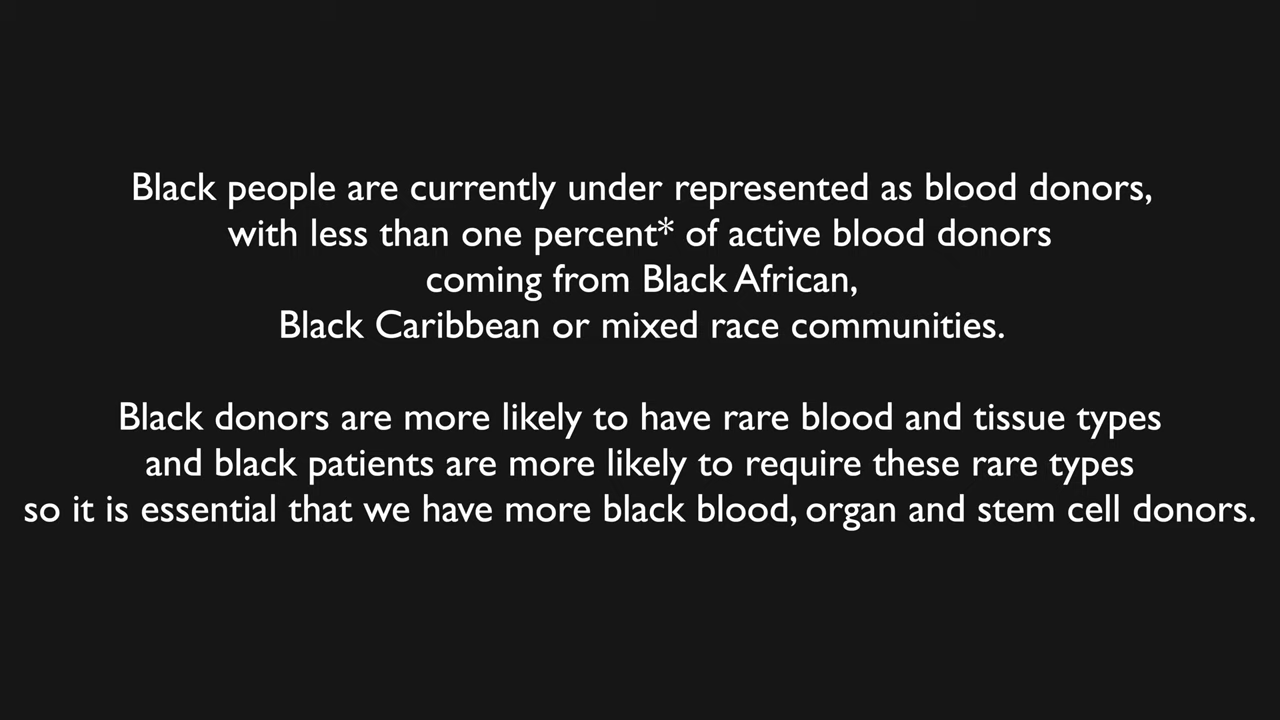 Black people are currently under represented as blood donors,
with less than one percent* of active blood donors
coming from Black African,
Black Caribbean or mixed race communities.
Black donors are more likely to have rare blood and tissue types
and black patients are more likely to require these rare types
so it is essential that we have more black blood, organ and stem cell donors.